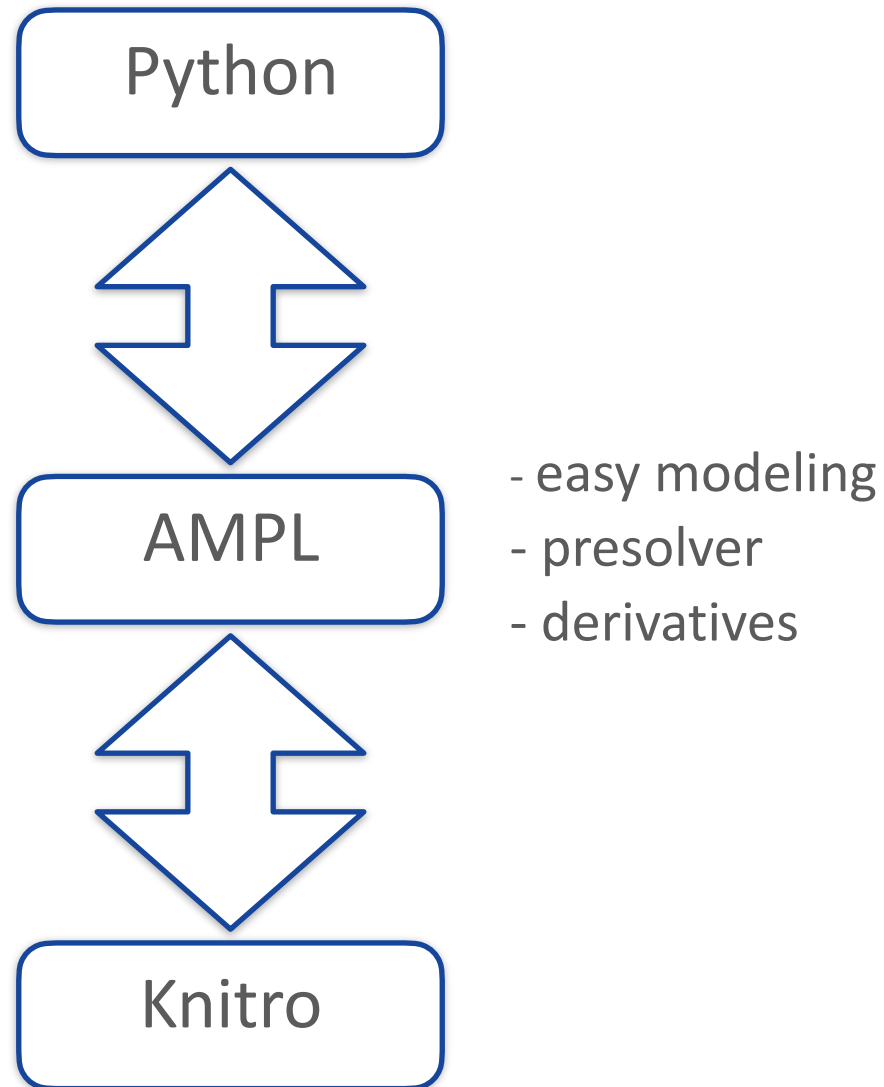 Python
AMPL
- easy modeling
- presolver
- derivatives
Knitro